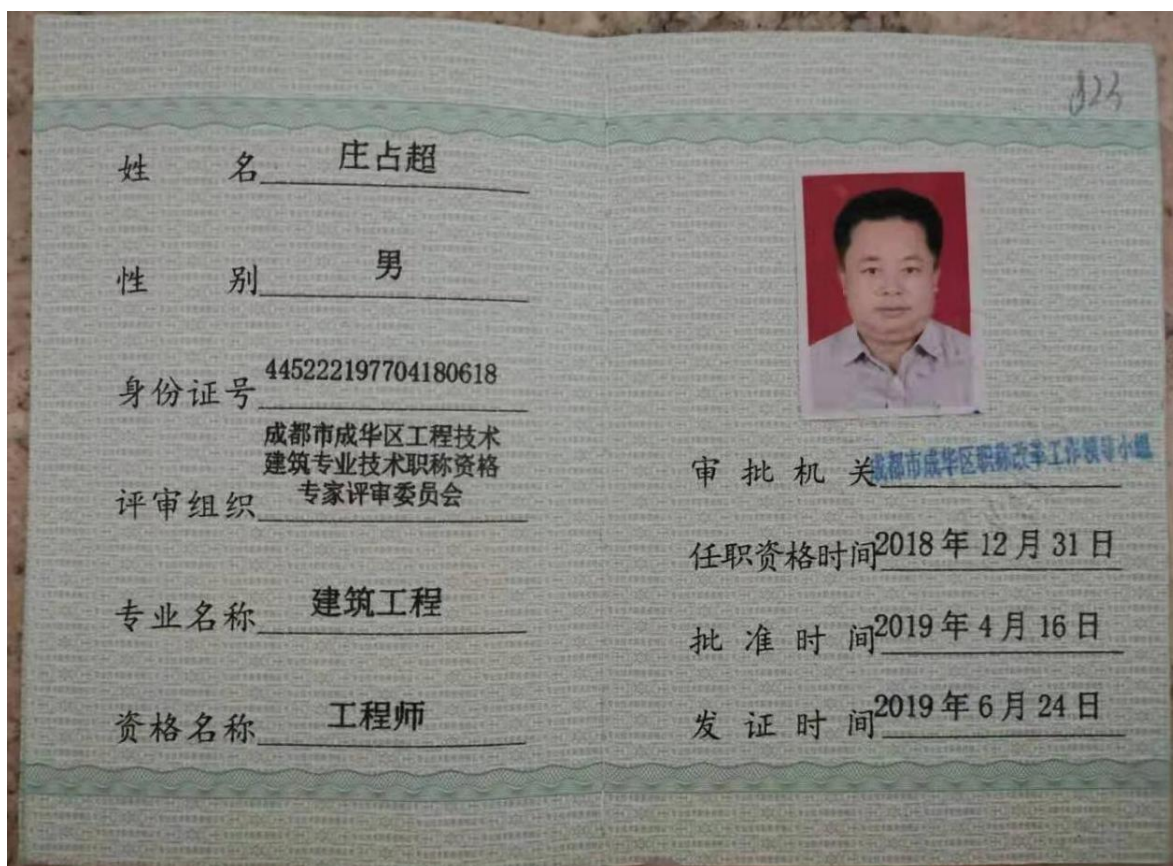 823
姓名 庄占超
性别 男
身份证号 445222197704180618
评审组织 成都市成华区工程技术
建筑专业技术职称资格
专家评审委员会
专业名称 建筑工程
资格名称 工程师
审批机关 成都市成华区职称改革工作领导小组
任职资格时间 2018年12月31日
批准时间 2019年4月16日
发证时间 2019年6月24日